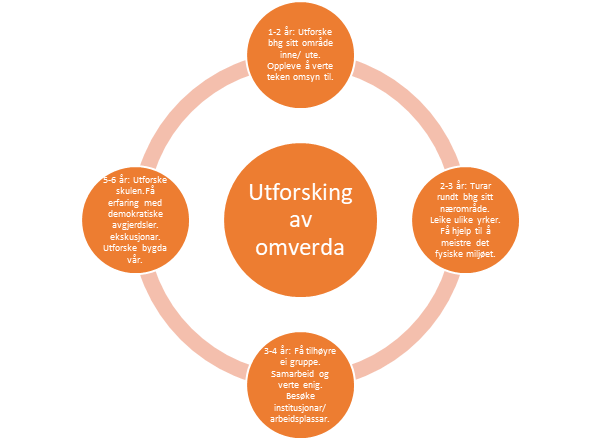 1-2 år: Utforske
bhg sitt område
inne/ ute.
Oppleve å verte
teken omsyn til.
Utforsking
av
omverda
2-3 år: Turar
rundt bhg sitt
nærområde.
Leike ulike yrker.
Få hjelp til å
meistre det
fysiske miljøet.
3-4 år: Få tilhøyre
ei gruppe.
Samarbeid og
verte enig.
Besøke
institusjonar/
arbeidsplassar.
5-6 år: Utforske
skulen.Få
erfaring med
demokratiske
avgjerdsler.
ekskusjonar.
Utforske bygda
vår.